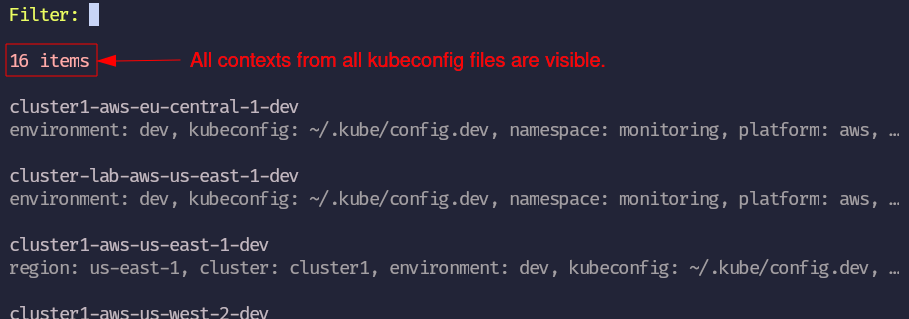 Filter:
16 items
All contexts from all kubeconfig files are visible.
cluster1-aws-eu-central-1-dev
environment: dev, kubeconfig: ~/.kube/config.dev, namespace: monitoring, platform: aws, …
cluster-lab-aws-us-east-1-dev
environment: dev, kubeconfig: ~/.kube/config.dev, namespace: monitoring, platform: aws, …
cluster1-aws-us-east-1-dev
region: us-east-1, cluster: cluster1, environment: dev, kubeconfig: ~/.kube/config.dev, …
cluster1-aws-us-west-2-dev